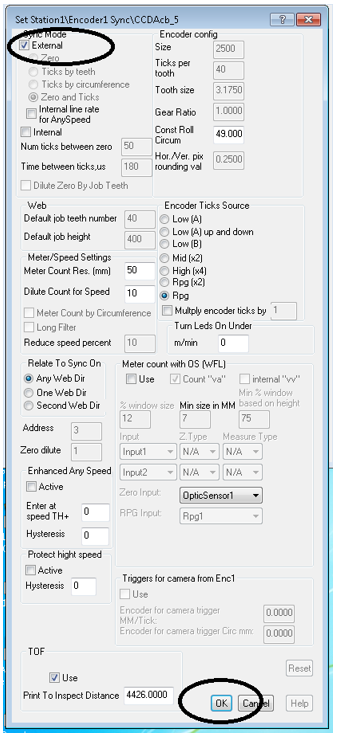 Set Station1\Encoder1 Sync\CCDAcb_5
Sync Mode
External
Zero
Ticks by teeth
Ticks by circumference
Zero and Ticks
Internal line rate
for AnySpeed
Internal
Num ticks between zero 50
Time between ticks,us 180
Dilute Zero By Job Teeth
Encoder config
Size 2500
Ticks per
tooth 40
Tooth size 3.1750
Gear Ratio 1.0000
Const Roll
Circum 49.000
Hor./Ver. pix
rounding val 0.2500
Web
Default job teeth number 40
Default job height 400
Encoder Ticks Source
Low (A)
Low (A) up and down
Low (B)
Mid (x2)
High (x4)
Rpg (x2)
Rpg
Multiply encoder ticks by 1
Meter/Speed Settings
Meter Count Res. (mm) 50
Dilute Count for Speed 10
Meter Count by Circumference
Long Filter
Reduce speed percent 10
Turn Leds On Under
m/min 0
Relate To Sync On
Any Web Dir
One Web Dir
Second Web Dir
Address 3
Zero dilute 1
Meter count with OS (WFL)
Use Count "va" internal "vv"
% window size Min size in MM Min % window
based on height
12 7 75
Input Z.Type Measure Type
Input1 N/A N/A
Input2 N/A N/A
Zero Input: OpticSensor1
RPG Input: Rpg1
Enhanced Any Speed
Active
Enter at
speed TH+ 0
Hysteresis 0
Protect hight speed
Active
Hysteresis 0
Triggers for camera from Enc1
Use
Encoder for camera trigger
MM/Tick: 0.0000
Encoder for camera trigger Circ mm: 0.0000
TOF
Use
Print To Inspect Distance 4426.0000
Reset
OK Cancel Help